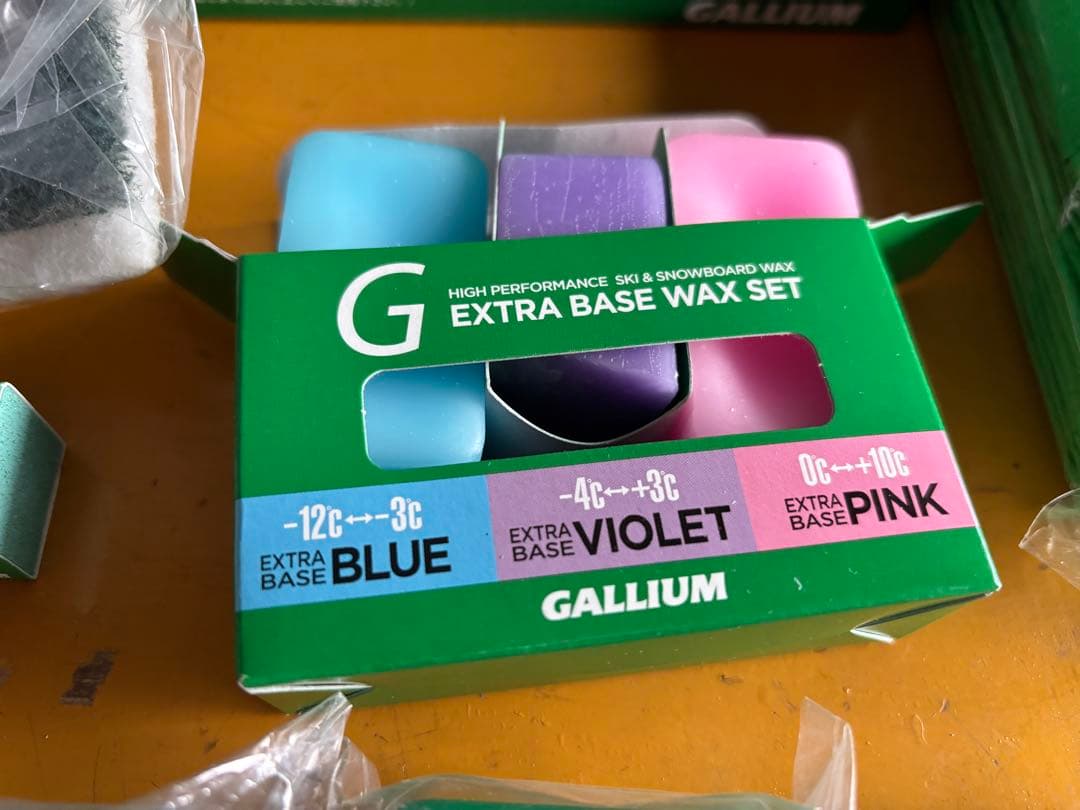 GALLIUM
G
HIGH PERFORMANCE SKI & SNOWBOARD WAX
EXTRA BASE WAX SET
-12℃↔-3℃
EXTRA BASE BLUE
-4℃↔+3℃
EXTRA BASE VIOLET
0℃↔+10℃
EXTRA BASE PINK
GALLIUM